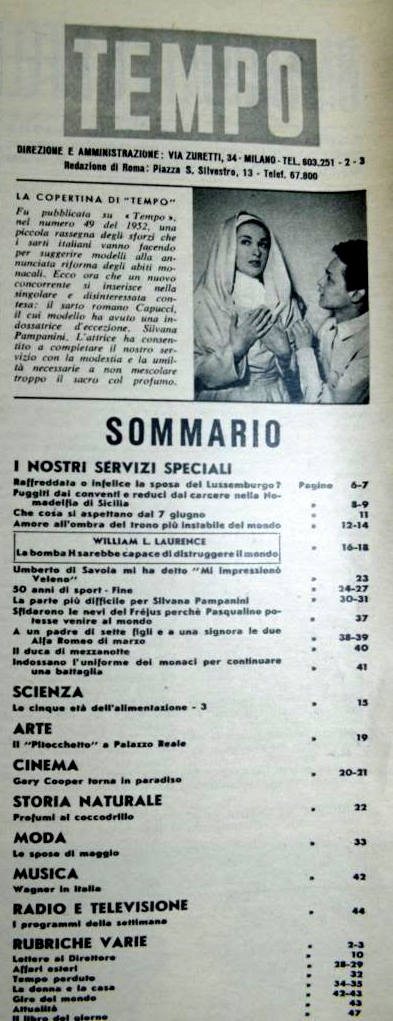 TEMPO
DIREZIONE E AMMINISTRAZIONE: VIA ZURETTI, 34 - MILANO - TEL. 603.251 - 2 - 3
Redazione di Roma: Piazza S. Silvestro, 13 - Telef. 67.800
LA COPERTINA DI "TEMPO"
Fu pubblicata su «Tempo»,
nel numero 49 del 1952, una
piccola rassegna degli sforzi che
i sarti italiani vanno facendo
per suggerire modelli alla an-
nunciata riforma degli abiti mo-
nacali. Ecco ora che un nuovo
concorrente si inserisce nella
singolare e disinteressata con-
tesa: il sarto romano Capucci,
il cui modello ha avuto una in-
dossatrice d'eccezione, Silvana
Pampanini. L'attrice ha consen-
tito a completare il nostro ser-
vizio con la modestia e la umil-
tà necessarie a non mescolare
troppo il sacro col profumo.
SOMMARIO
I NOSTRI SERVIZI SPECIALI
Raffreddata o infelice la sposa del Lussemburgo? Pagine 6-7
Fuggiti dai conventi e reduci dal carcere nella No-
madelfia di Sicilia » 8-9
Che cosa si aspettano dal 7 giugno » 11
Amore all'ombra del trono più instabile del mondo » 12-14
WILLIAM L. LAURENCE
La bomba H sarebbe capace di distruggere il mondo » 16-18
Umberto di Savoia mi ha detto "Mi impressionò
Veleno" » 23
50 anni di sport - Fine » 24-27
La parte più difficile per Silvana Pampanini » 30-31
Sfidarono le nevi del Fréjus perchè Pasqualino po-
tesse venire al mondo » 37
A un padre di sette figli e a una signora le due
Alfa Romeo di marzo » 38-39
Il duca di mezzanotte » 40
Indossano l'uniforme dei monaci per continuare
una battaglia » 41
SCIENZA
Le cinque età dell'alimentazione - 3 » 15
ARTE
Il "Pitocchetto" a Palazzo Reale » 19
CINEMA
Gary Cooper torna in paradiso » 20-21
STORIA NATURALE
Profumi al coccodrillo » 22
MODA
Le spose di maggio » 33
MUSICA
Wagner in Italia » 42
RADIO E TELEVISIONE
I programmi della settimana » 44
RUBRICHE VARIE
Lettere al Direttore » 2-3
Affari esteri » 10
Tempo perduto » 28-29
La donna e la casa » 32
Giro del mondo » 34-35
Attualità » 42-43
Il libro del giorno » 43
» 47